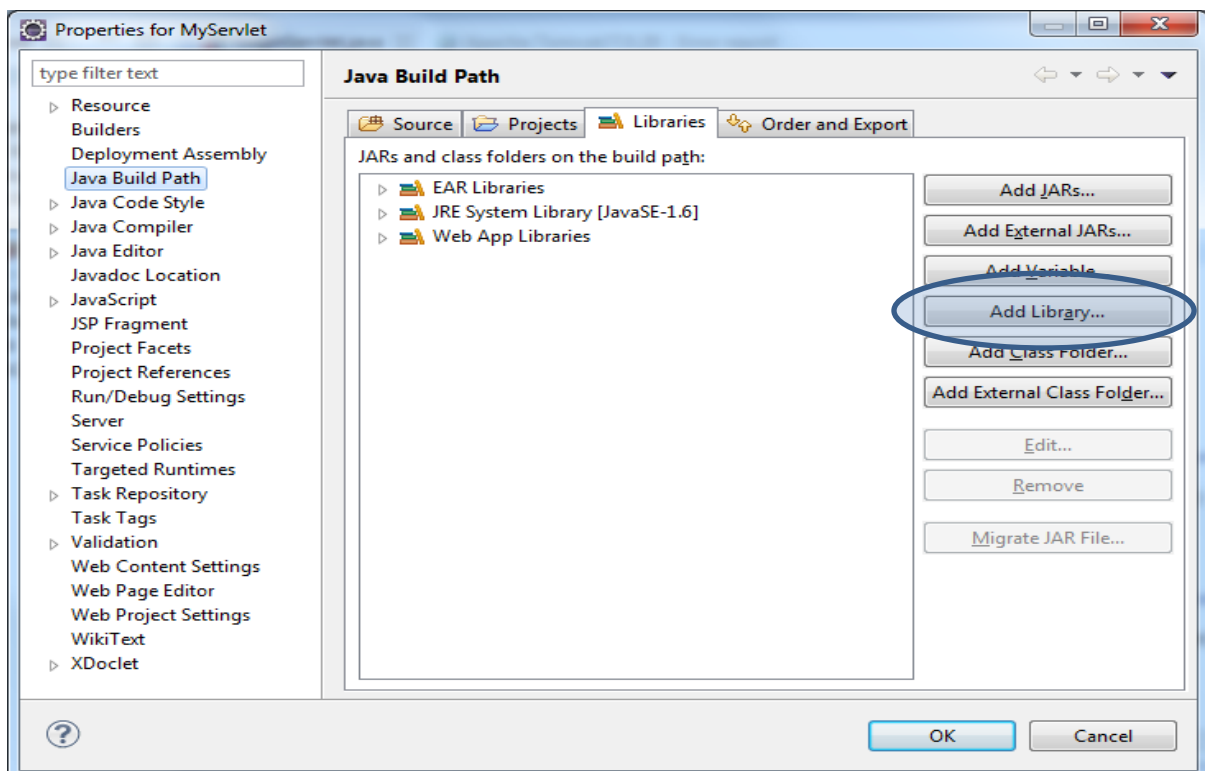 Properties for MyServlet
type filter text
Resource
Builders
Deployment Assembly
Java Build Path
Java Code Style
Java Compiler
Java Editor
Javadoc Location
JavaScript
JSP Fragment
Project Facets
Project References
Run/Debug Settings
Server
Service Policies
Targeted Runtimes
Task Repository
Task Tags
Validation
Web Content Settings
Web Page Editor
Web Project Settings
WikiText
XDoclet
Java Build Path
Source Projects Libraries Order and Export
JARs and class folders on the build path:
EAR Libraries
JRE System Library [JavaSE-1.6]
Web App Libraries
Add JARs...
Add External JARs...
Add Variable...
Add Library...
Add Class Folder...
Add External Class Folder...
Edit...
Remove
Migrate JAR File...
OK Cancel